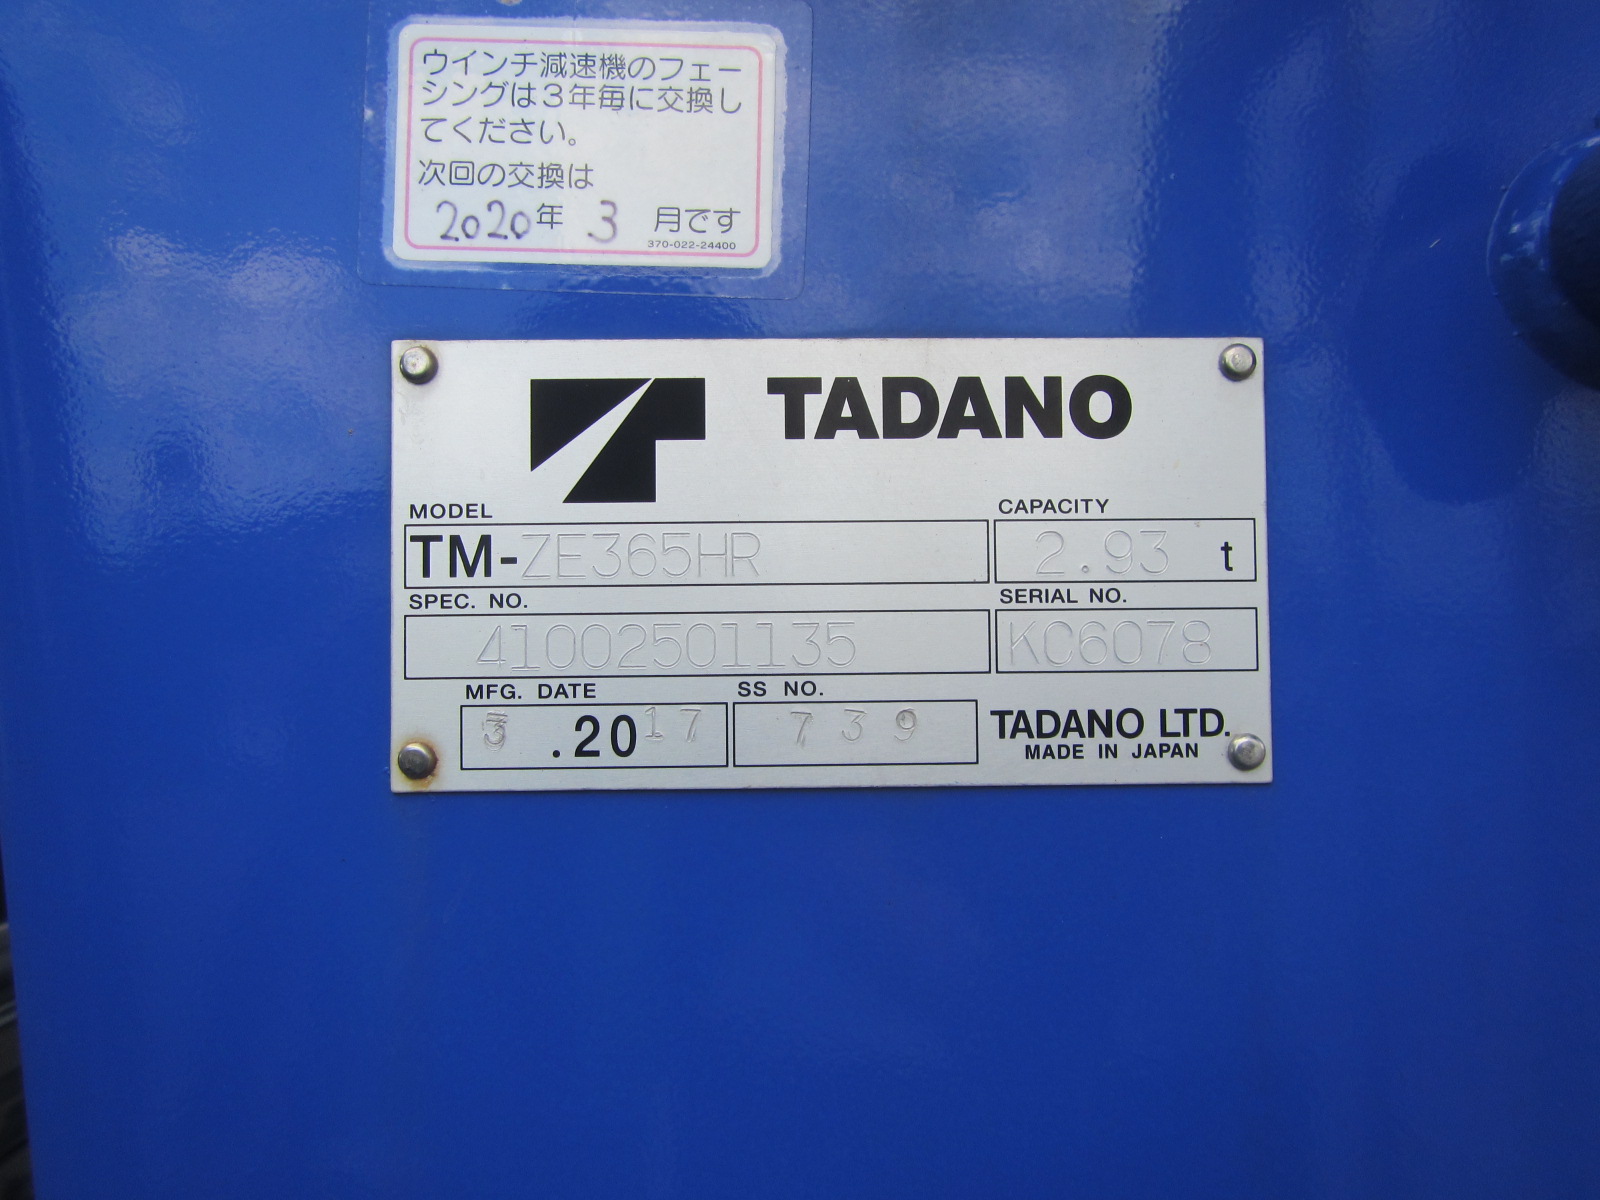 ウインチ減速機のフェー
シングは3年毎に交換し
てください。
次回の交換は
2020年 3 月です
370-022-24400
TADANO
MODEL CAPACITY
TM-ZE365HR 2.93 t
SPEC. NO. SERIAL NO.
41002501135 KC6078
MFG. DATE SS NO.
3 .2017 739 TADANO LTD.
MADE IN JAPAN